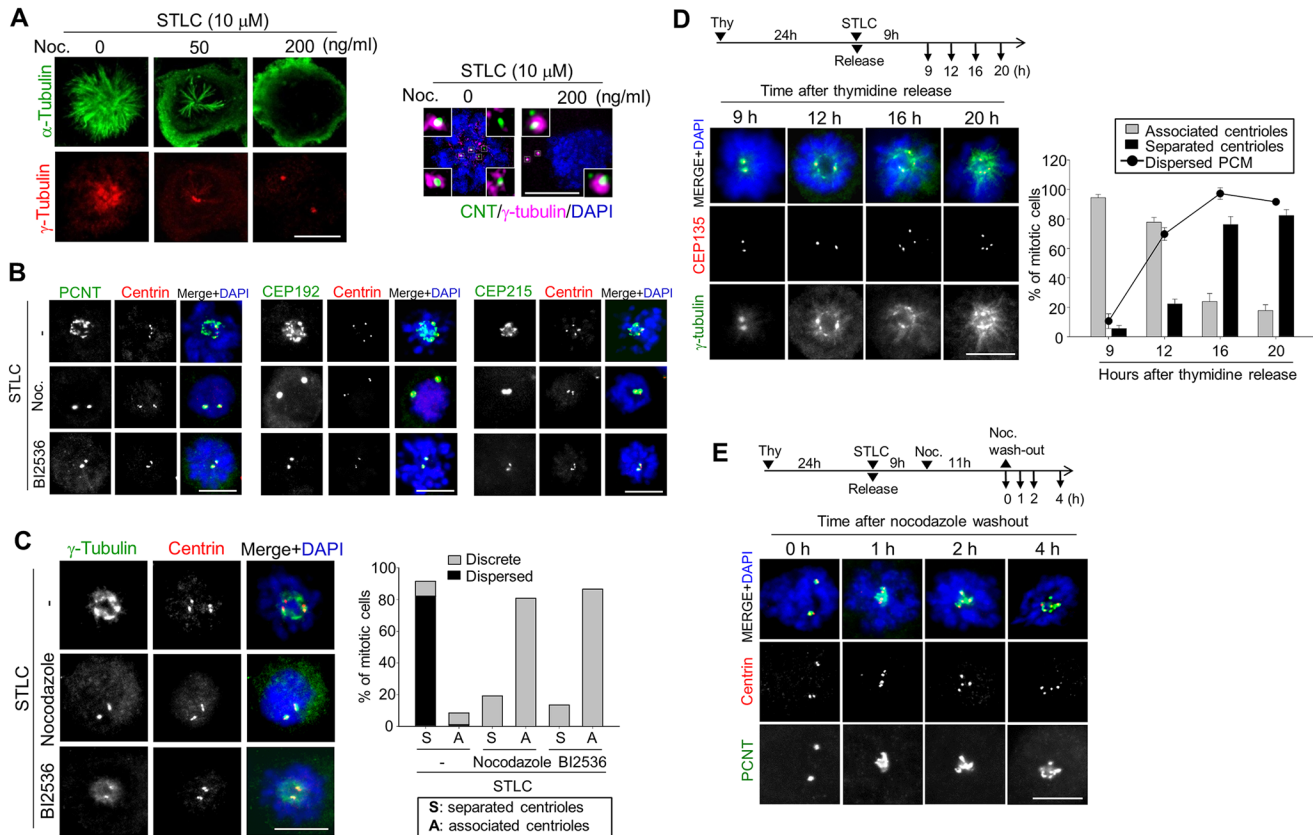 A
STLC (10 μM)
Noc. 0 50 200 (ng/ml)
α-Tubulin
γ-Tubulin
STLC (10 μM)
Noc. 0 200 (ng/ml)
CNT/γ-tubulin/DAPI
B
PCNT Centrin Merge+DAPI CEP192 Centrin Merge+DAPI CEP215 Centrin Merge+DAPI
STLC
-
Noc.
BI2536
C
γ-Tubulin Centrin Merge+DAPI
STLC
-
Nocodazole
BI2536
Discrete
Dispersed
% of mitotic cells
100
80
60
40
20
0
S A S A S A
- Nocodazole BI2536
STLC
S: separated centrioles
A: associated centrioles
D
Thy 24h STLC 9h
Release 9 12 16 20 (h)
Time after thymidine release
9 h 12 h 16 h 20 h
MERGE+DAPI
CEP135
γ-tubulin
Associated centrioles
Separated centrioles
Dispersed PCM
% of mitotic cells
120
100
80
60
40
20
0
9 12 16 20
Hours after thymidine release
E
Thy 24h STLC 9h Noc. 11h Noc. wash-out
Release 0 1 2 4 (h)
Time after nocodazole washout
0 h 1 h 2 h 4 h
MERGE+DAPI
Centrin
PCNT